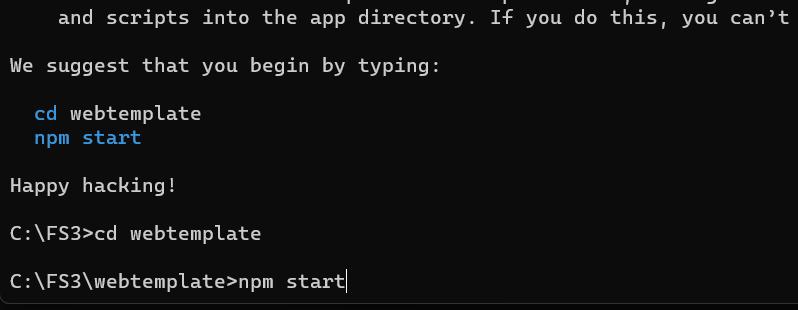 and scripts into the app directory. If you do this, you can’t
We suggest that you begin by typing:
cd webtemplate
npm start
Happy hacking!
C:\FS3>cd webtemplate
C:\FS3\webtemplate>npm start